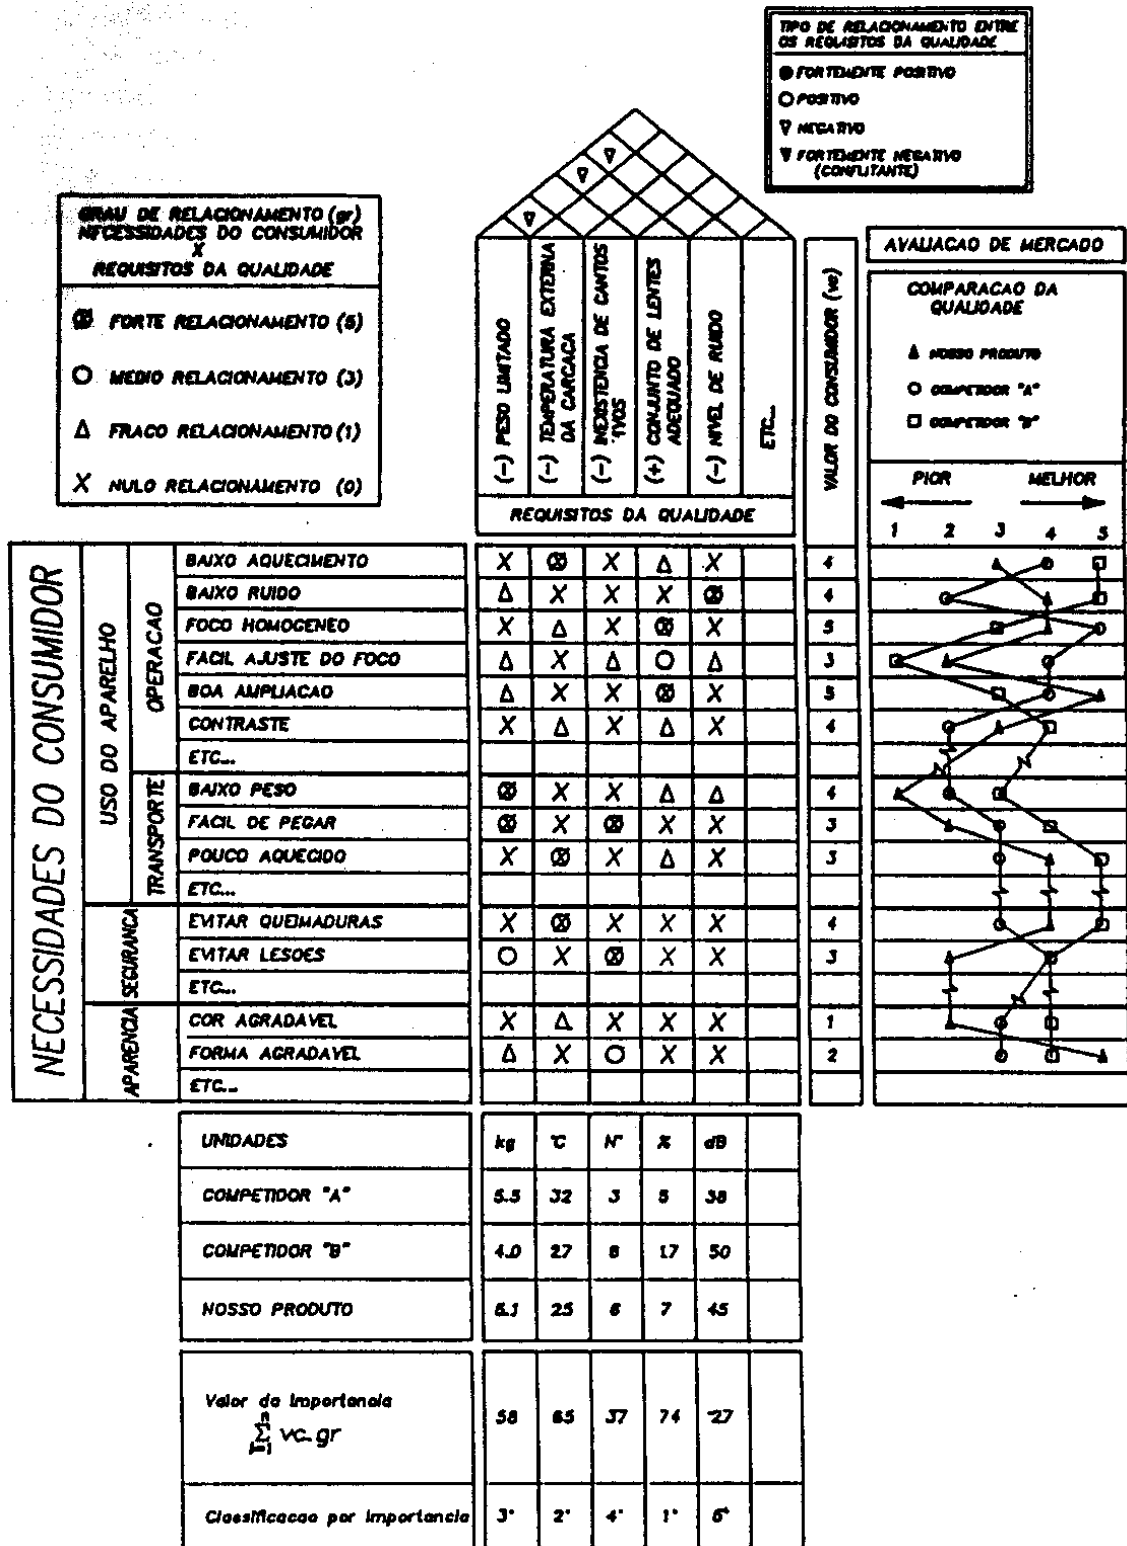 TIPO DE RELACIONAMENTO ENTRE
OS REQUISITOS DA QUALIDADE
FORTEMENTE POSITIVO
POSITIVO
NEGATIVO
FORTEMENTE NEGATIVO
(CONFLITANTE)
GRAU DE RELACIONAMENTO (gr)
NECESSIDADES DO CONSUMIDOR
X
REQUISITOS DA QUALIDADE
FORTE RELACIONAMENTO (5)
MEDIO RELACIONAMENTO (3)
FRACO RELACIONAMENTO (1)
X NULO RELACIONAMENTO (0)
(-) PESO LIMITADO
(-) TEMPERATURA EXTERNA
DA CARCACA
(-) INEXISTENCIA DE CANTOS
(+) CONJUNTO DE LENTES
ADEQUADO
(-) NIVEL DE RUIDO
ETC...
REQUISITOS DA QUALIDADE
VALOR DO CONSUMIDOR
AVALIACAO DE MERCADO
COMPARACAO DA
QUALIDADE
NOSSO PRODUTO
COMPETIDOR "A"
COMPETIDOR "B"
PIOR MELHOR
1 2 3 4 5
NECESSIDADES DO CONSUMIDOR
USO DO APARELHO
OPERACAO
TRANSPORTE
SEGURANCA
APARENCIA
BAIXO AQUECIMENTO X X X 4
BAIXO RUIDO X X X 4
FOCO HOMOGENEO X X X 5
FACIL AJUSTE DO FOCO X 3
BOA AMPLIACAO X X X 5
CONTRASTE X X X 4
ETC...
BAIXO PESO X X 4
FACIL DE PEGAR X X X 3
POUCO AQUECIDO X X X 3
ETC...
EVITAR QUEIMADURAS X X X X 4
EVITAR LESOES X X X 3
ETC...
COR AGRADAVEL X X X X 1
FORMA AGRADAVEL X X X 2
ETC...
UNIDADES kg °C N° % dB
COMPETIDOR "A" 5.5 32 3 5 38
COMPETIDOR "B" 4.0 27 8 17 50
NOSSO PRODUTO 6.1 25 6 7 45
Valor da Importancia 58 65 37 74 27
n
Σ vc.gr
i=1
Classificacao por Importancia 3° 2° 4° 1°